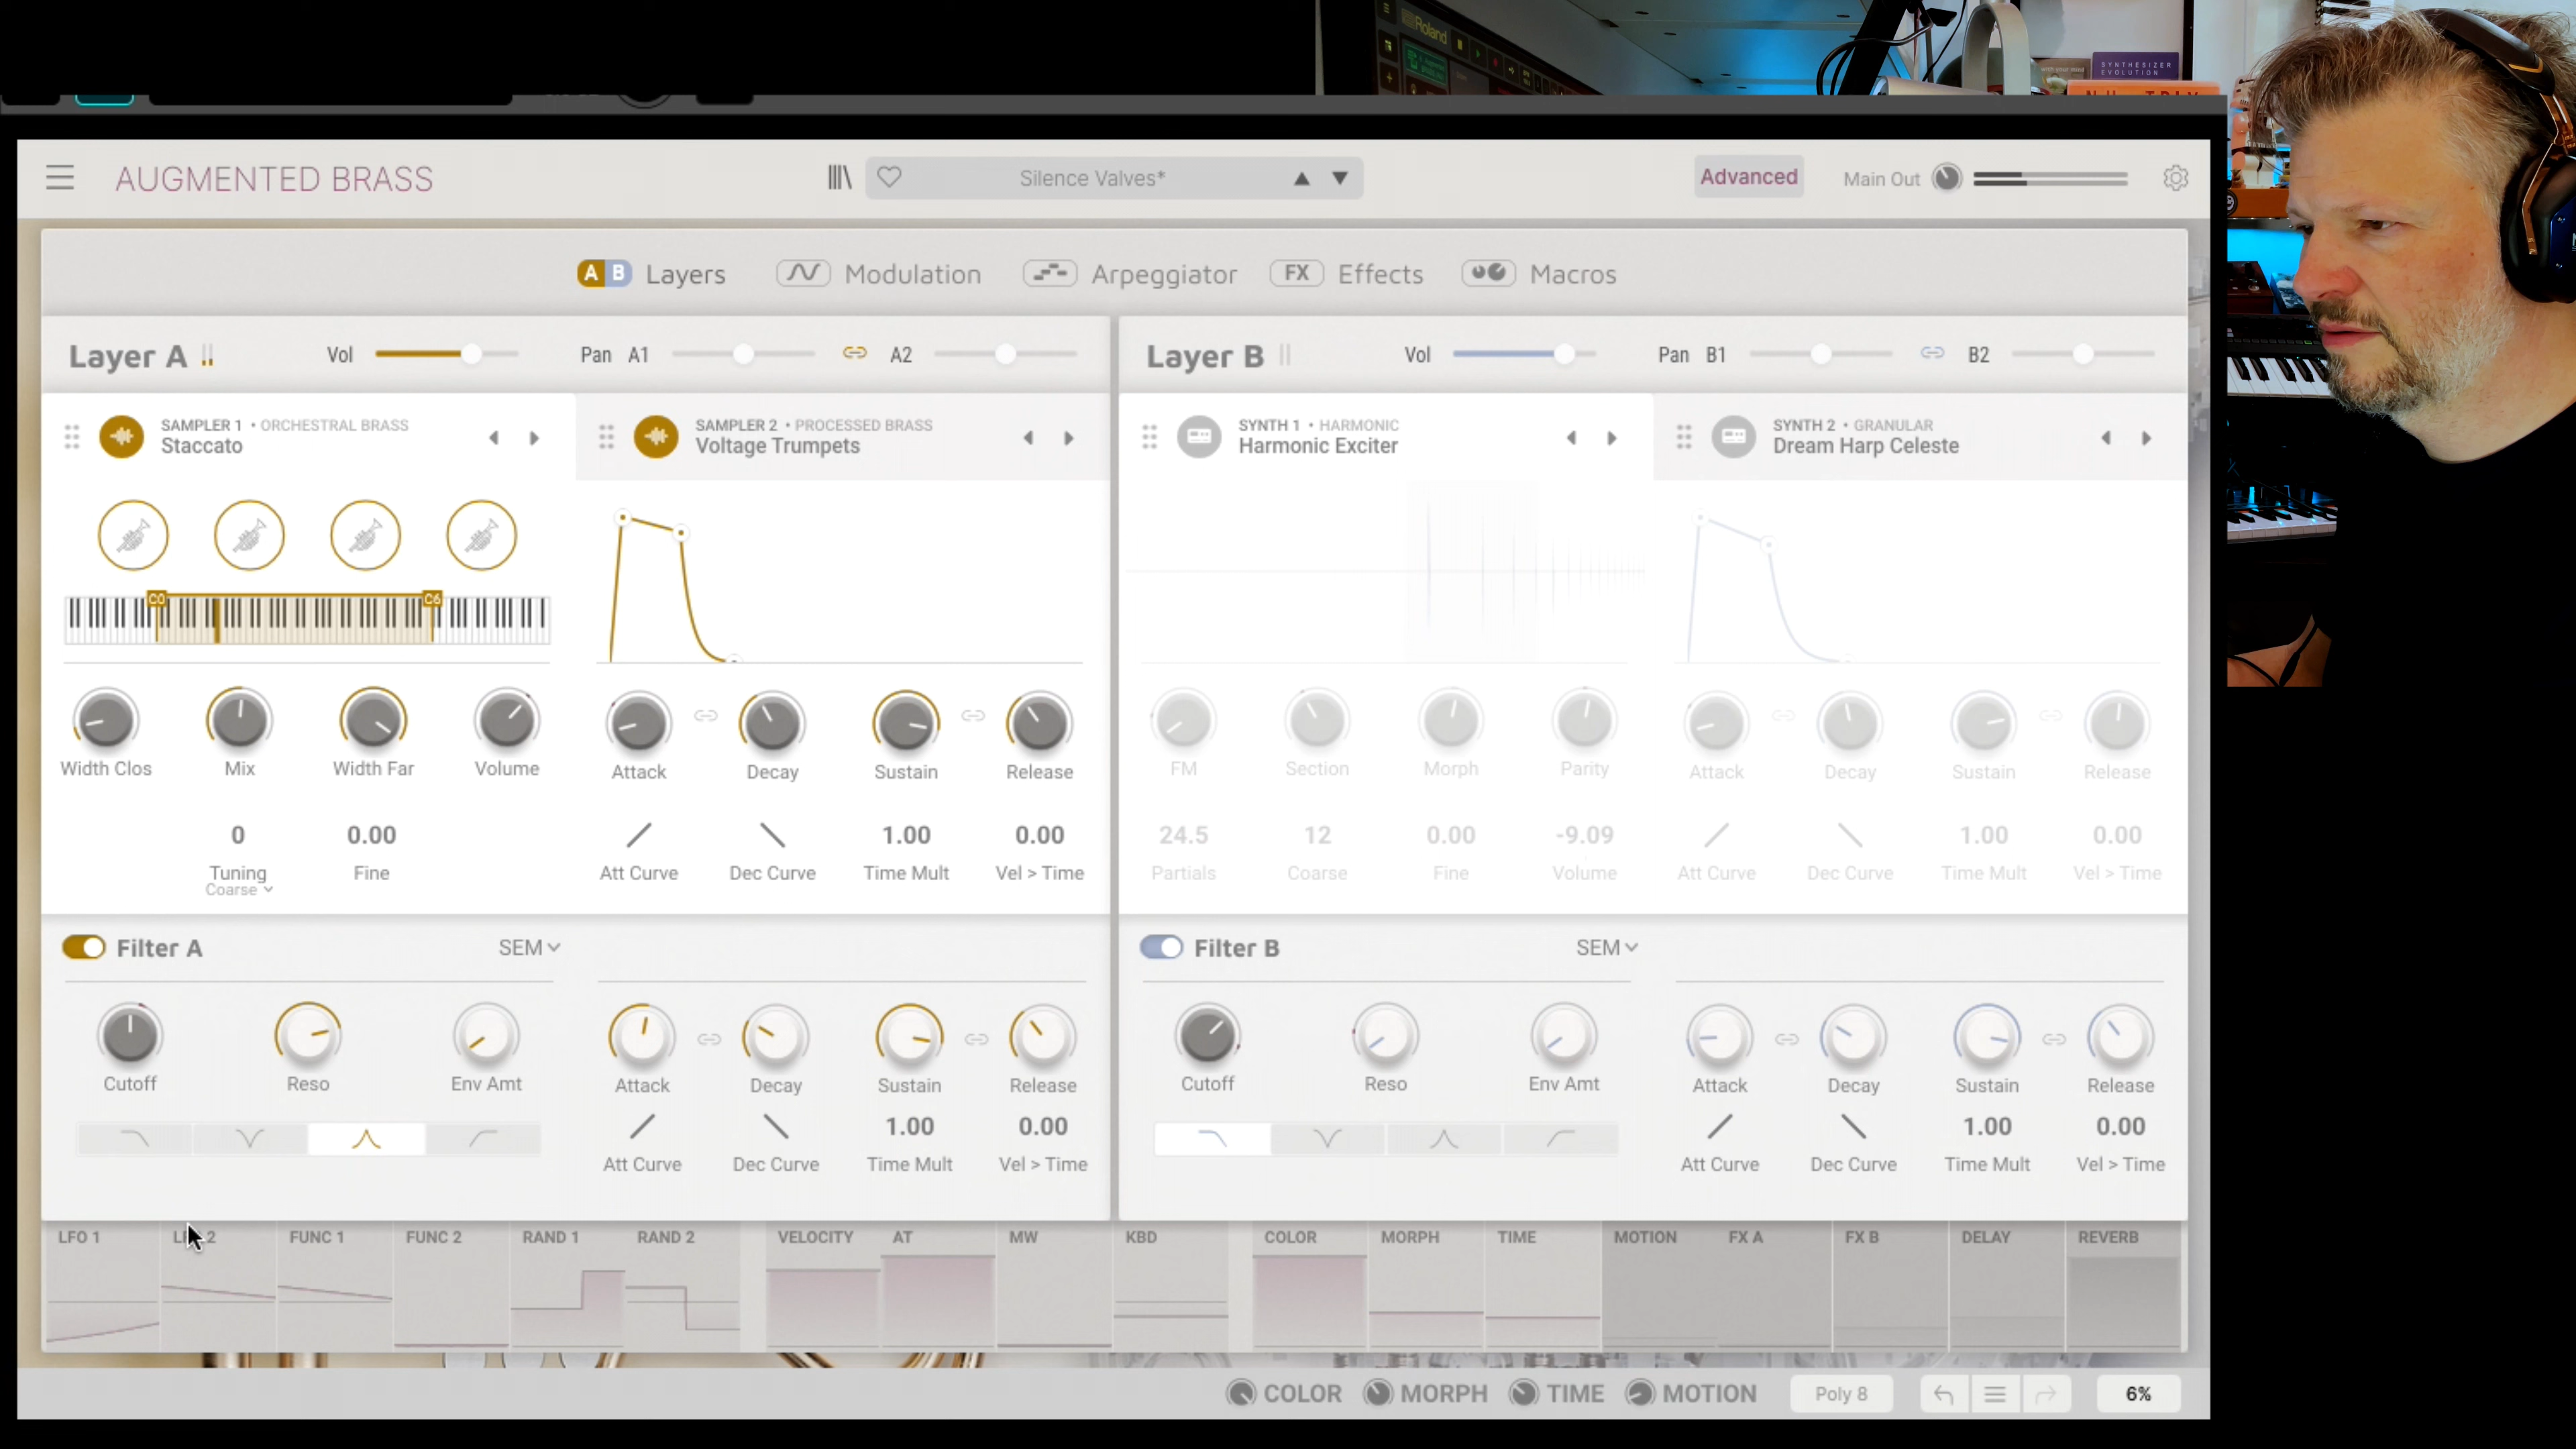 Roland
SYNTHESIZER
EVOLUTION
AUGMENTED BRASS
Silence Valves*
Advanced
Main Out
A B Layers
Modulation
Arpeggiator
FX Effects
Macros
Layer A
Vol
Pan A1
A2
Layer B
Vol
Pan B1
B2
SAMPLER 1 • ORCHESTRAL BRASS
Staccato
SAMPLER 2 • PROCESSED BRASS
Voltage Trumpets
SYNTH 1 • HARMONIC
Harmonic Exciter
SYNTH 2 • GRANULAR
Dream Harp Celeste
C0
C6
Width Clos
Mix
Width Far
Volume
Attack
Decay
Sustain
Release
FM
Section
Morph
Parity
Attack
Decay
Sustain
Release
0
0.00
1.00
0.00
24.5
12
0.00
-9.09
1.00
0.00
Tuning
Coarse
Fine
Att Curve
Dec Curve
Time Mult
Vel > Time
Partials
Coarse
Fine
Volume
Att Curve
Dec Curve
Time Mult
Vel > Time
Filter A
SEM
Filter B
SEM
Cutoff
Reso
Env Amt
Attack
Decay
Sustain
Release
Cutoff
Reso
Env Amt
Attack
Decay
Sustain
Release
1.00
0.00
1.00
0.00
Att Curve
Dec Curve
Time Mult
Vel > Time
Att Curve
Dec Curve
Time Mult
Vel > Time
LFO 1
FUNC 1
FUNC 2
RAND 1
RAND 2
VELOCITY
AT
MW
KBD
COLOR
MORPH
TIME
MOTION
FX A
FX B
DELAY
REVERB
COLOR
MORPH
TIME
MOTION
Poly 8
6%